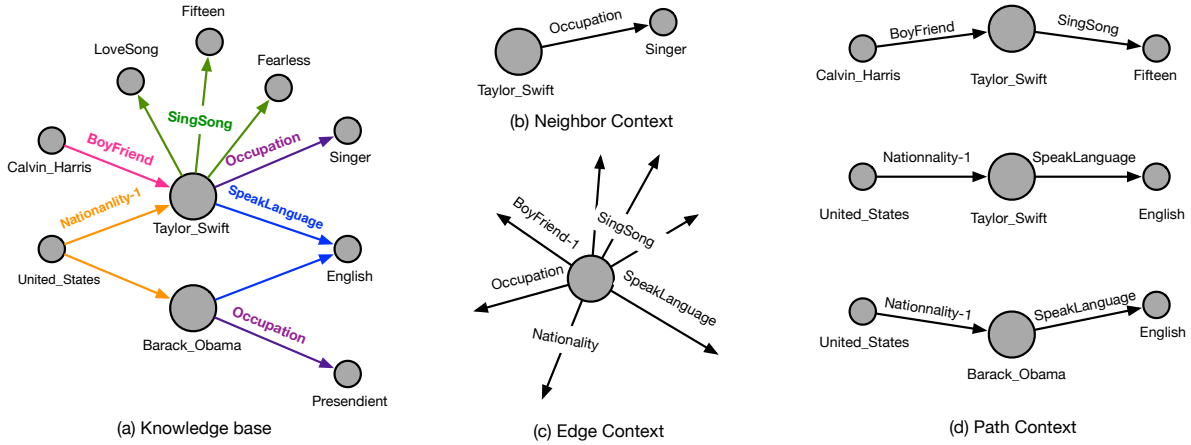 Fifteen
LoveSong
Fearless
SingSong
BoyFriend
Occupation
Calvin_Harris
Singer
Nationanlity-1
SpeakLanguage
Taylor_Swift
United_States
English
Occupation
Barack_Obama
Presendient
(a) Knowledge base
Occupation
Singer
Taylor_Swift
(b) Neighbor Context
BoyFriend-1
SingSong
Occupation
SpeakLanguage
Nationality
(c) Edge Context
BoyFriend
SingSong
Calvin_Harris
Taylor_Swift
Fifteen
Nationnality-1
SpeakLanguage
United_States
Taylor_Swift
English
Nationnality-1
SpeakLanguage
United_States
English
Barack_Obama
(d) Path Context